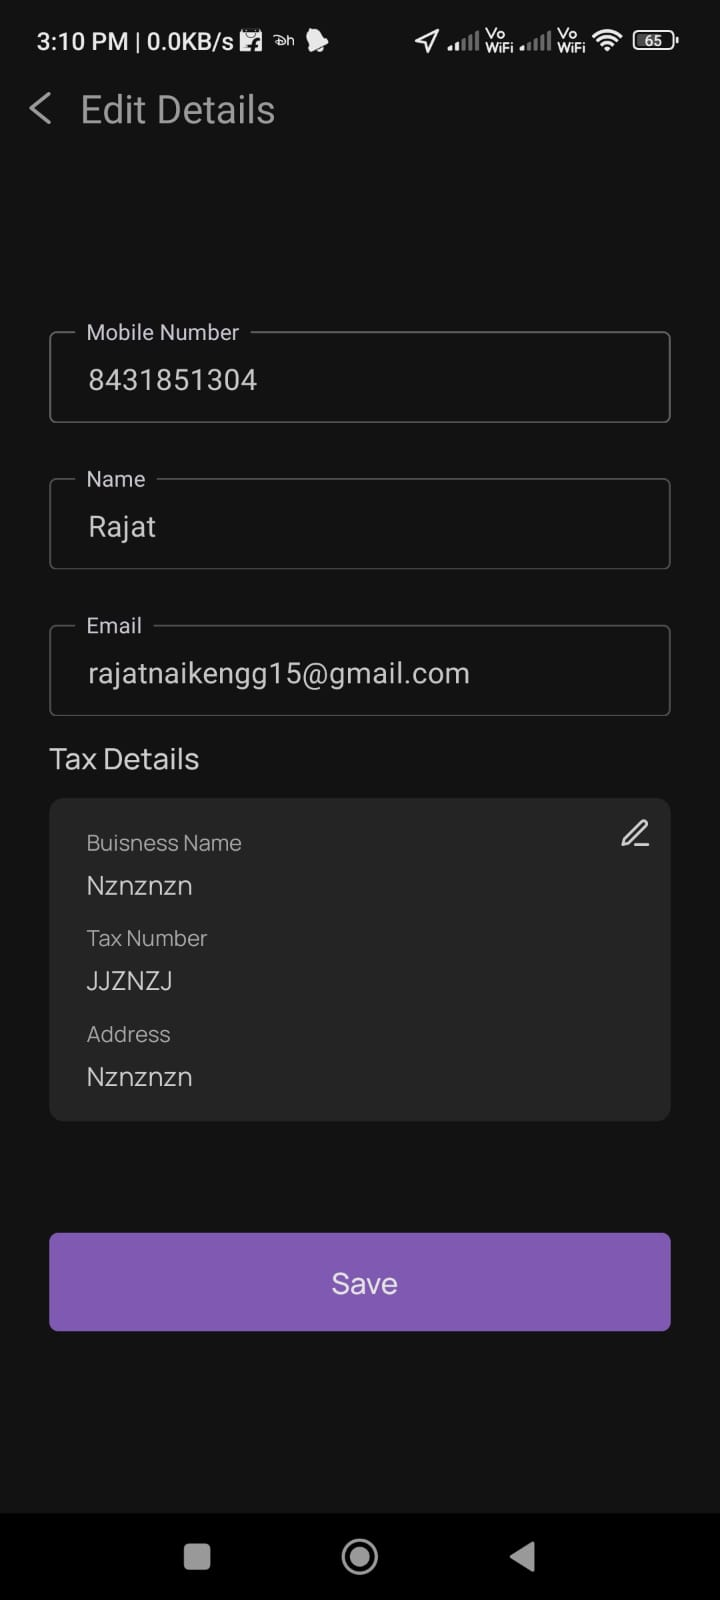 3:10 PM | 0.0KB/s Dh Vo WiFi Vo WiFi 65
Edit Details
Mobile Number
8431851304
Name
Rajat
Email
rajatnaikengg15@gmail.com
Tax Details
Buisness Name
Nznznzn
Tax Number
JJZNZJ
Address
Nznznzn
Save